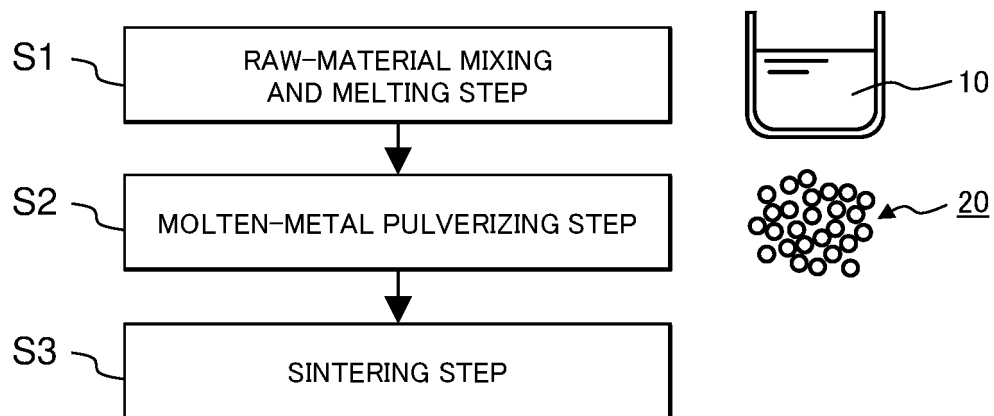 S1
RAW-MATERIAL MIXING
AND MELTING STEP
10
S2
MOLTEN-METAL PULVERIZING STEP
20
S3
SINTERING STEP